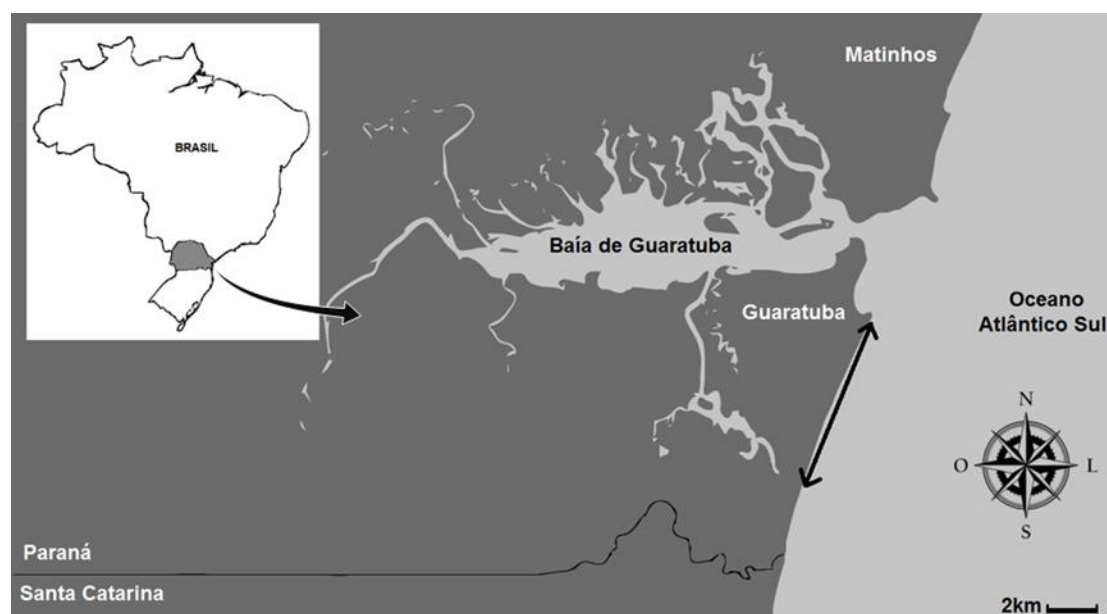 Matinhos
BRASIL
Baía de Guaratuba
Guaratuba
Oceano
Atlântico Sul
N
O
L
S
Paraná
Santa Catarina
2km